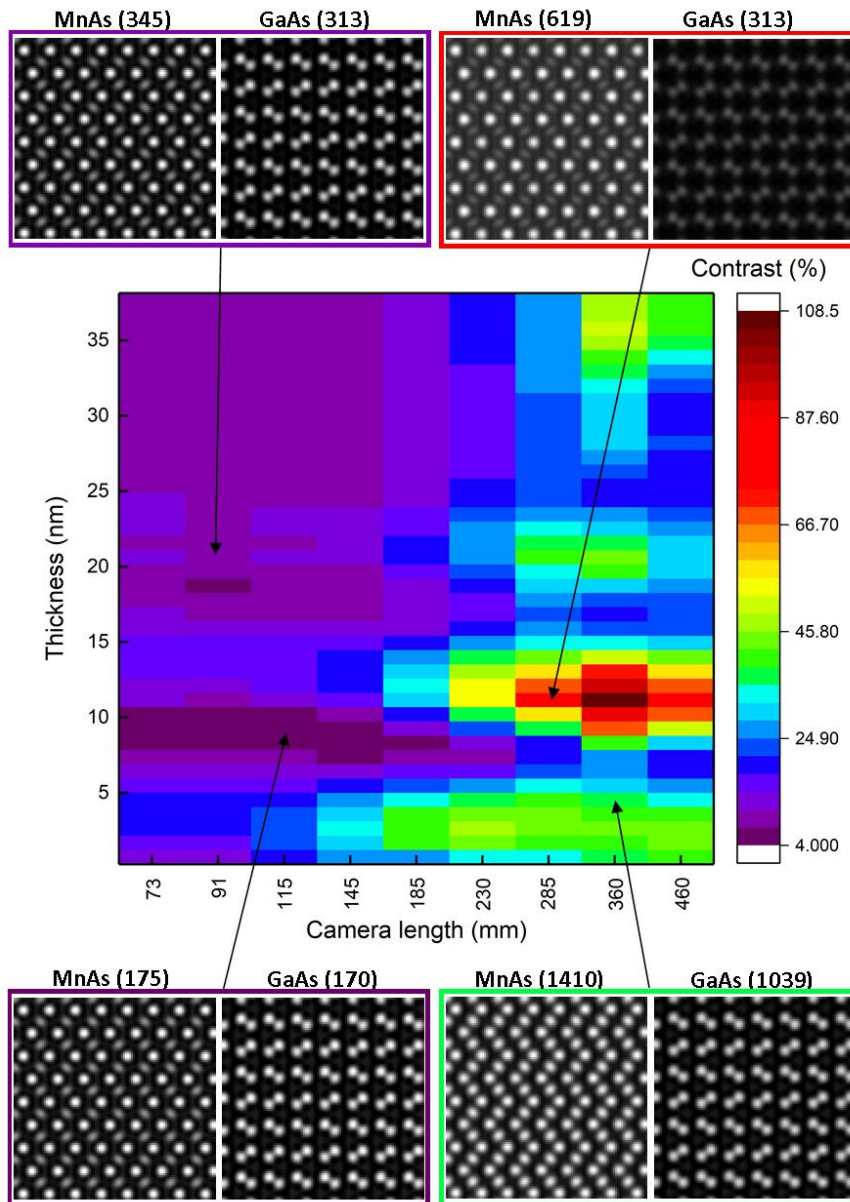 MnAs (345) GaAs (313) MnAs (619) GaAs (313)
Contrast (%)
108.5
87.60
66.70
45.80
24.90
4.000
Thickness (nm)
35
30
25
20
15
10
5
73 91 115 145 185 230 285 360 460
Camera length (mm)
MnAs (175) GaAs (170) MnAs (1410) GaAs (1039)